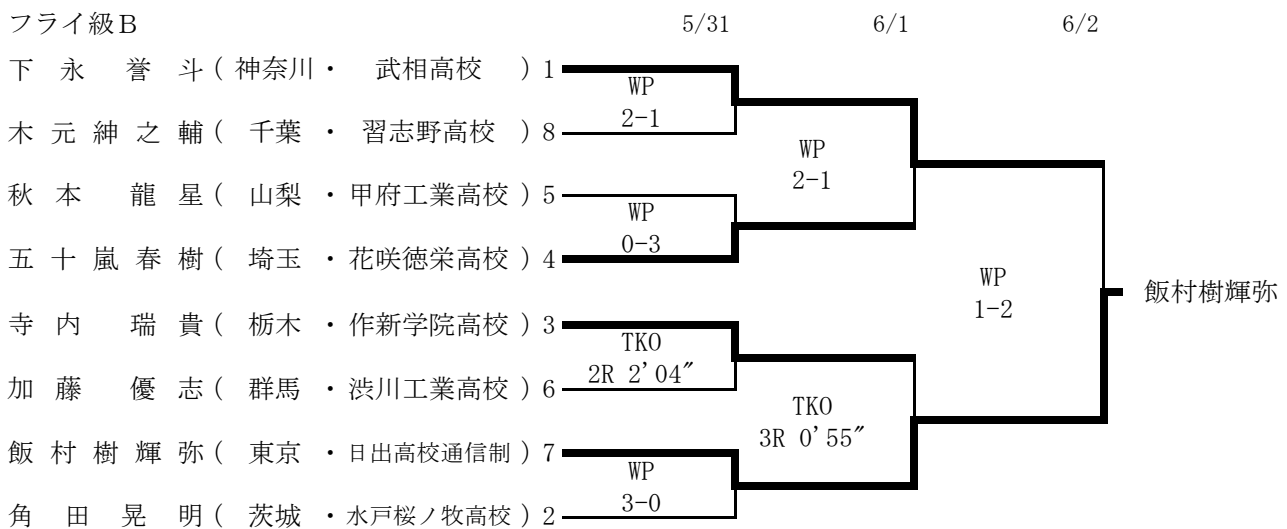 フライ級B 5/31 6/1 6/2
下永 誉斗(神奈川・武相高校)1
WP
2-1
木元紳之輔(千葉・習志野高校)8
WP
2-1
秋本 龍星(山梨・甲府工業高校)5
WP
0-3
五十嵐春樹(埼玉・花咲徳栄高校)4
WP
1-2
飯村樹輝弥
寺内 瑞貴(栃木・作新学院高校)3
TKO
2R 2'04″
加藤 優志(群馬・渋川工業高校)6
TKO
3R 0'55″
飯村樹輝弥(東京・日出高校通信制)7
WP
3-0
角田晃明(茨城・水戸桜ノ牧高校)2